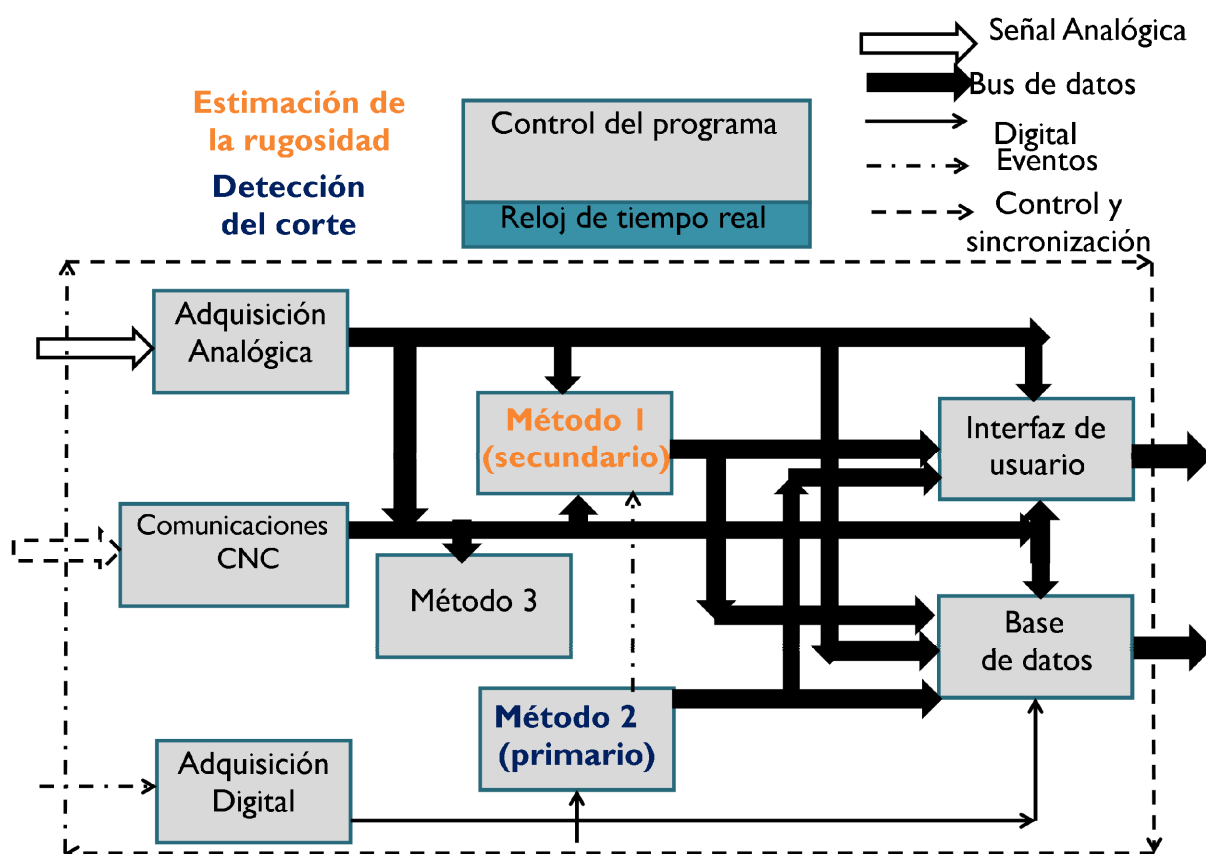 Señal Analógica
Bus de datos
Digital
Eventos
Control y
sincronización
Estimación de
la rugosidad
Detección
del corte
Control del programa
Reloj de tiempo real
Adquisición
Analógica
Método 1
(secundario)
Interfaz de
usuario
Comunicaciones
CNC
Método 3
Base
de datos
Método 2
(primario)
Adquisición
Digital